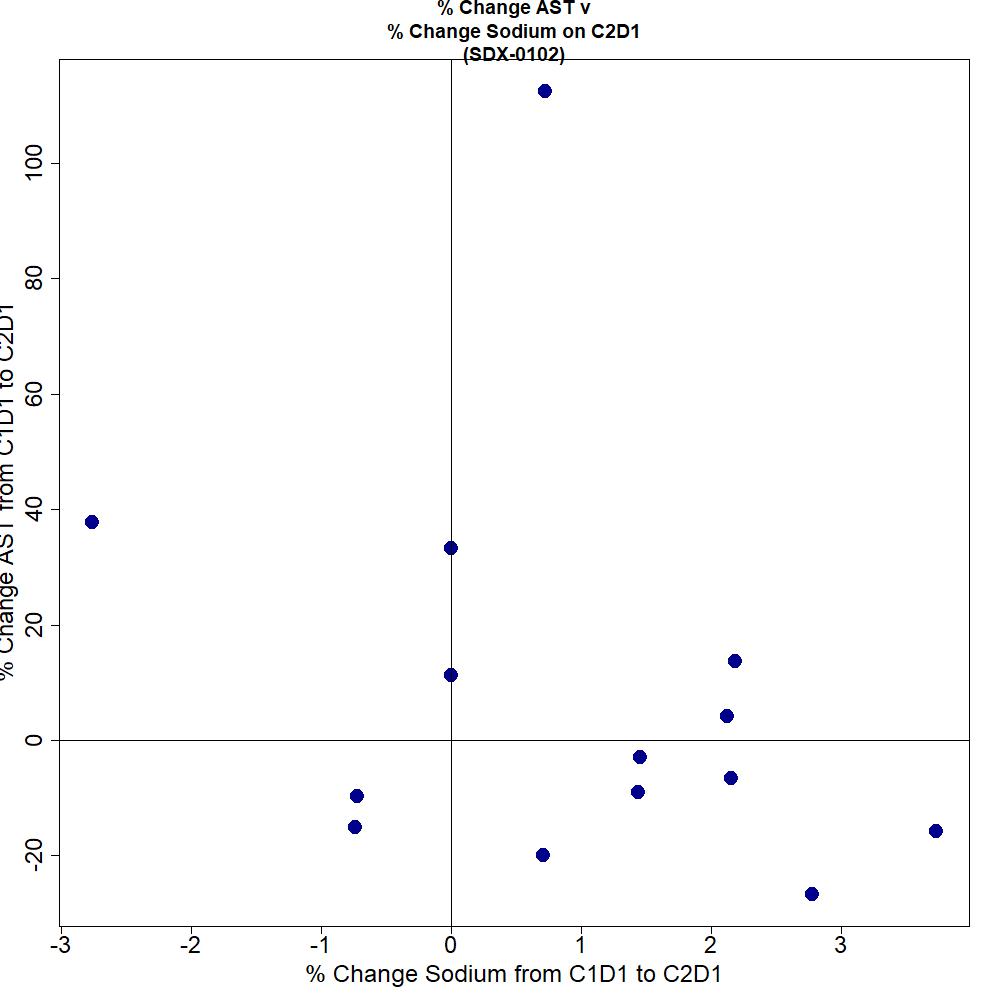 % Change AST v
% Change Sodium on C2D1
(SDX-0102)
% Change AST from C1D1 to C2D1
100
80
60
40
20
0
-20
-3
-2
-1
0
1
2
3
% Change Sodium from C1D1 to C2D1